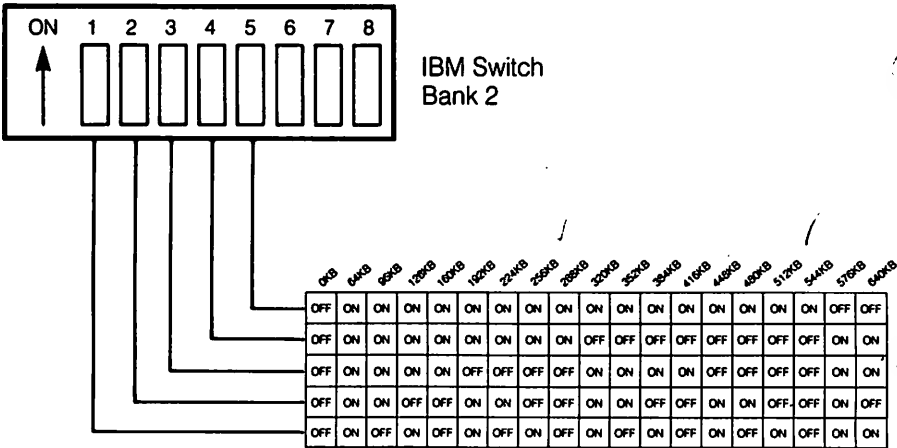 ON 1 2 3 4 5 6 7 8
IBM Switch
Bank 2
0KB 64KB 96KB 128KB 160KB 192KB 224KB 256KB 288KB 320KB 352KB 384KB 416KB 448KB 480KB 512KB 544KB 576KB 640KB
OFF ON ON ON ON ON ON ON ON ON ON ON ON ON ON ON ON OFF OFF
OFF ON ON ON ON ON ON ON ON OFF OFF OFF OFF OFF OFF OFF OFF ON ON
OFF ON ON ON ON OFF OFF OFF OFF ON ON ON ON OFF OFF OFF OFF ON ON
OFF ON ON OFF OFF ON ON OFF OFF ON ON OFF OFF ON ON OFF OFF ON OFF
OFF ON OFF ON OFF ON OFF ON OFF ON OFF ON OFF ON OFF ON OFF ON ON